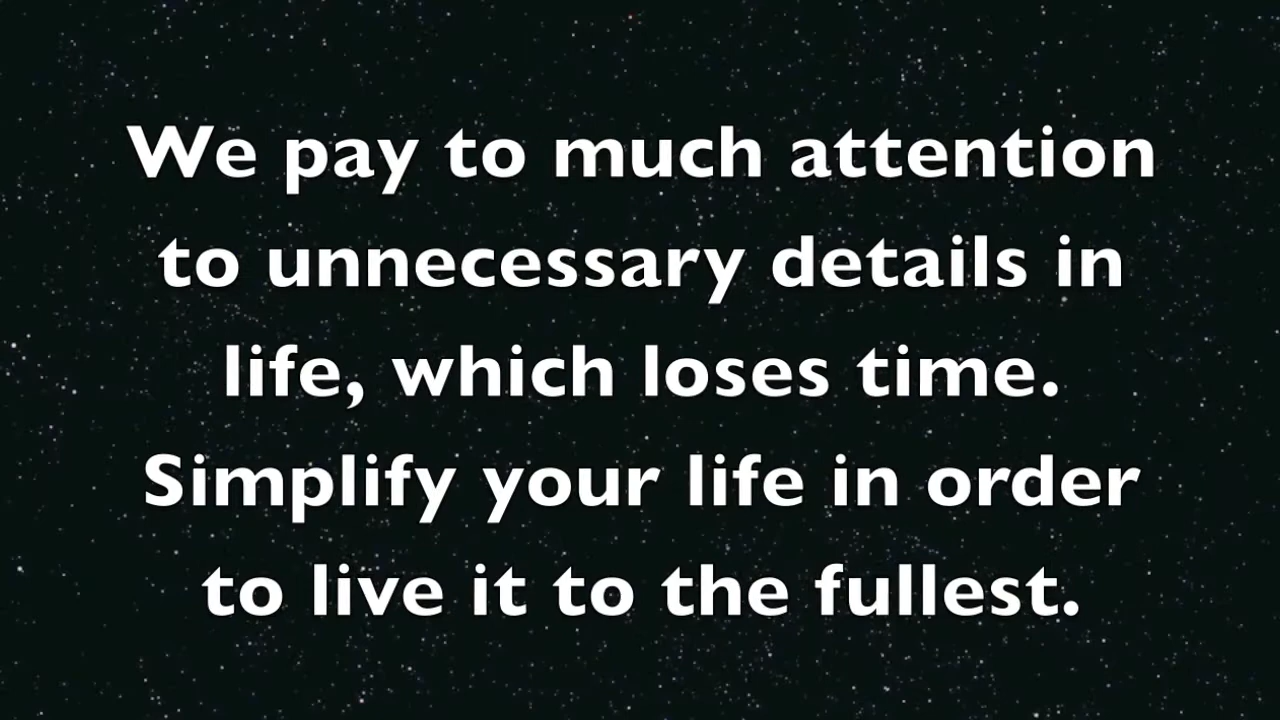 We pay to much attention
to unnecessary details in
life, which loses time.
Simplify your life in order
to live it to the fullest.